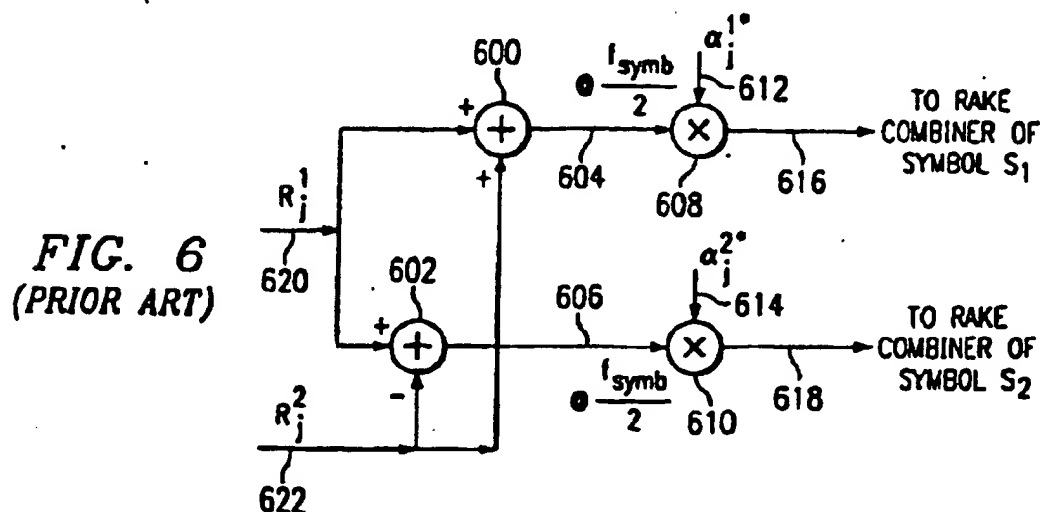 FIG. 6
(PRIOR ART)
R_j^1
620
R_j^2
622
600
+
+
+
602
+
+
-
604
@ f_symb/2
α_j^1*
612
×
608
616
TO RAKE
COMBINER OF
SYMBOL S_1
606
@ f_symb/2
α_j^2*
614
×
610
618
TO RAKE
COMBINER OF
SYMBOL S_2